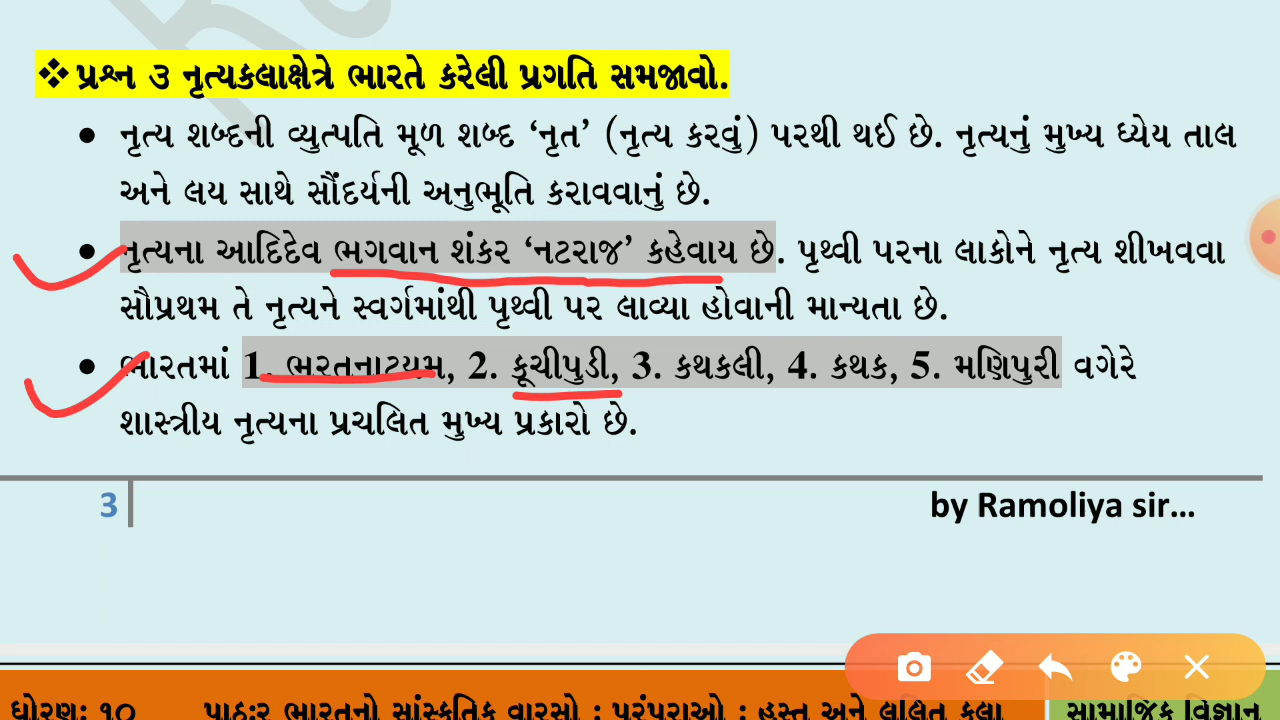 ❖ પ્રશ્ન ૩ નૃત્યકલાક્ષેત્રે ભારતે કરેલી પ્રગતિ સમજાવો.
• નૃત્ય શબ્દની વ્યુત્પતિ મૂળ શબ્દ ‘નૃત’ (નૃત્ય કરવું) પરથી થઈ છે. નૃત્યનું મુખ્ય ધ્યેય તાલ
અને લય સાથે સૌંદર્યની અનુભૂતિ કરાવવાનું છે.
• નૃત્યના આદિદેવ ભગવાન શંકર ‘નટરાજ’ કહેવાય છે. પૃથ્વી પરના લાકોને નૃત્ય શીખવવા
સૌપ્રથમ તે નૃત્યને સ્વર્ગમાંથી પૃથ્વી પર લાવ્યા હોવાની માન્યતા છે.
• ભારતમાં 1. ભરતનાટયમ, 2. કૂચીપુડી, 3. કથકલી, 4. કથક, 5. મણિપુરી વગેરે
શાસ્ત્રીય નૃત્યના પ્રચલિત મુખ્ય પ્રકારો છે.
3 by Ramoliya sir...
ધોરણ: ૧૦ પાઠ:૨ ભારતનો સાંસ્કૃતિક વારસો : પરંપરાઓ : હસ્ત અને લલિત કલા સામાજિક વિજ્ઞાન